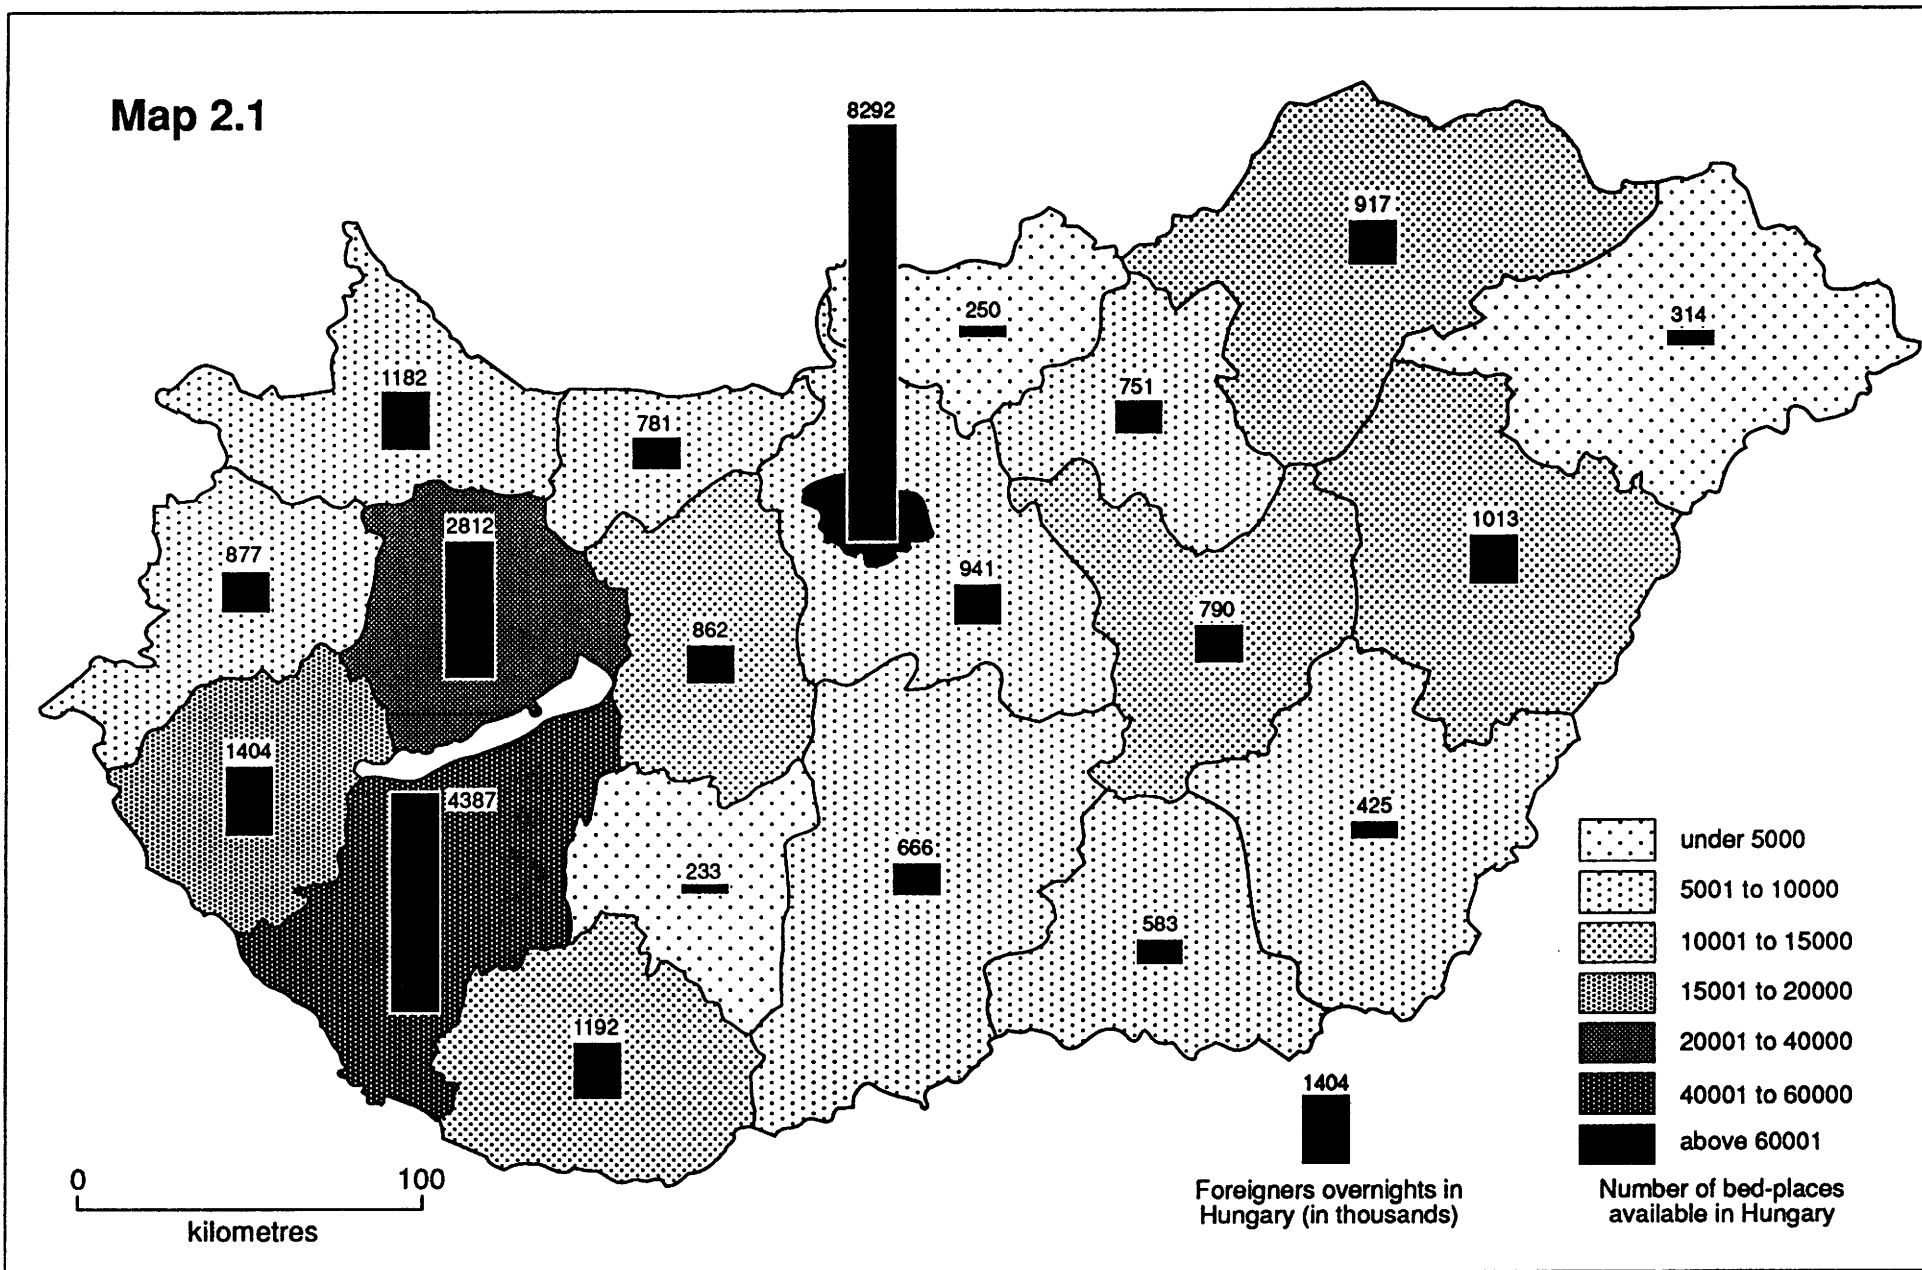 Map 2.1
8292
917
250
314
1182
751
781
2812
1013
877
941
790
862
1404
4387
425
666
233
583
1192
under 5000
5001 to 10000
10001 to 15000
15001 to 20000
20001 to 40000
40001 to 60000
above 60001
Number of bed-places
available in Hungary
1404
Foreigners overnights in
Hungary (in thousands)
0 100
kilometres